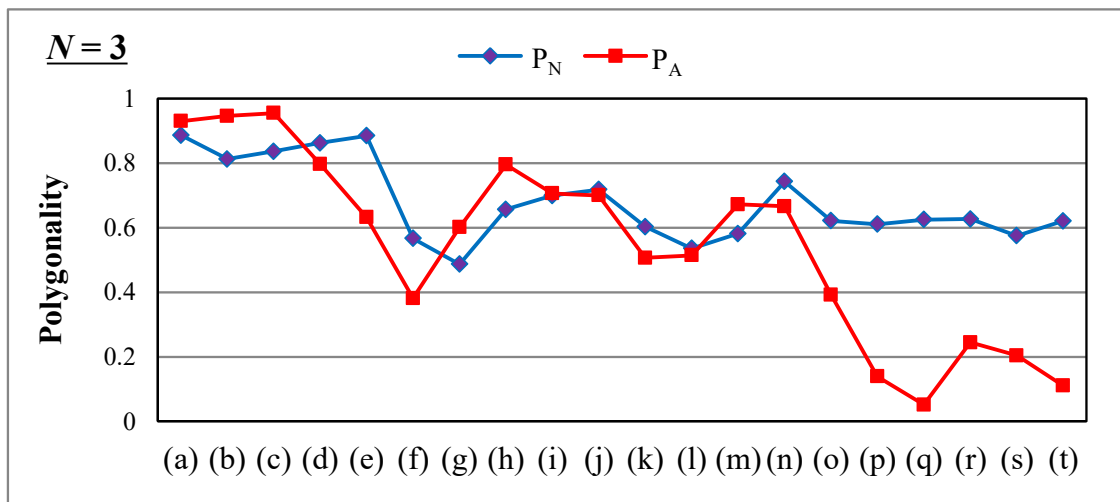 N = 3
P_N P_A
Polygonality
1
0.8
0.6
0.4
0.2
0
(a) (b) (c) (d) (e) (f) (g) (h) (i) (j) (k) (l) (m) (n) (o) (p) (q) (r) (s) (t)